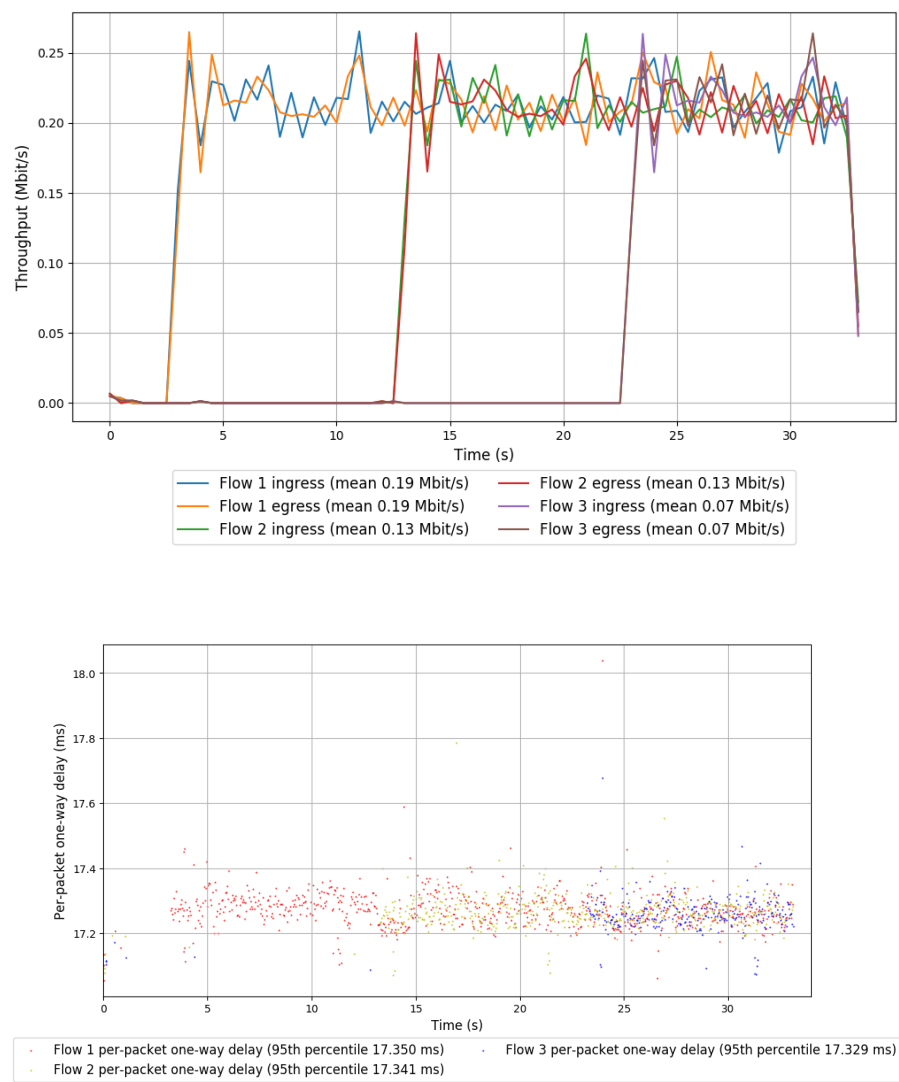 0.25
0.20
0.15
0.10
0.05
0.00
Throughput (Mbit/s)
0 5 10 15 20 25 30
Time (s)
Flow 1 ingress (mean 0.19 Mbit/s) Flow 2 egress (mean 0.13 Mbit/s)
Flow 1 egress (mean 0.19 Mbit/s) Flow 3 ingress (mean 0.07 Mbit/s)
Flow 2 ingress (mean 0.13 Mbit/s) Flow 3 egress (mean 0.07 Mbit/s)
18.0
17.8
17.6
17.4
17.2
Per-packet one-way delay (ms)
0 5 10 15 20 25 30
Time (s)
Flow 1 per-packet one-way delay (95th percentile 17.350 ms) Flow 3 per-packet one-way delay (95th percentile 17.329 ms)
Flow 2 per-packet one-way delay (95th percentile 17.341 ms)